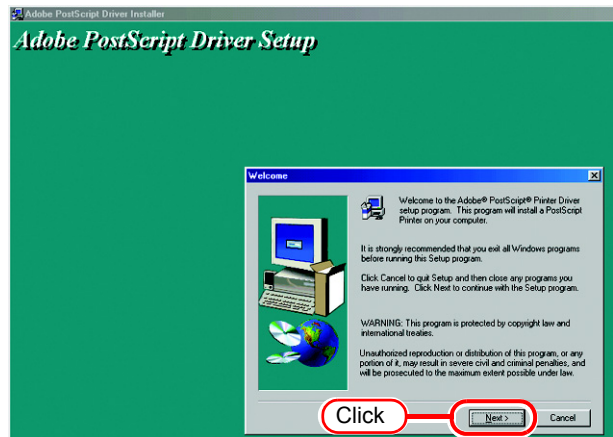 Adobe PostScript Driver Installer
Adobe PostScript Driver Setup
Welcome
Welcome to the Adobe® PostScript® Printer Driver
setup program. This program will install a PostScript
Printer on your computer.
It is strongly recommended that you exit all Windows programs
before running this Setup program.
Click Cancel to quit Setup and then close any programs you
have running. Click Next to continue with the Setup program.
WARNING: This program is protected by copyright law and
international treaties.
Unauthorized reproduction or distribution of this program, or any
portion of it, may result in severe civil and criminal penalties, and
will be prosecuted to the maximum extent possible under law.
Click
Next >
Cancel